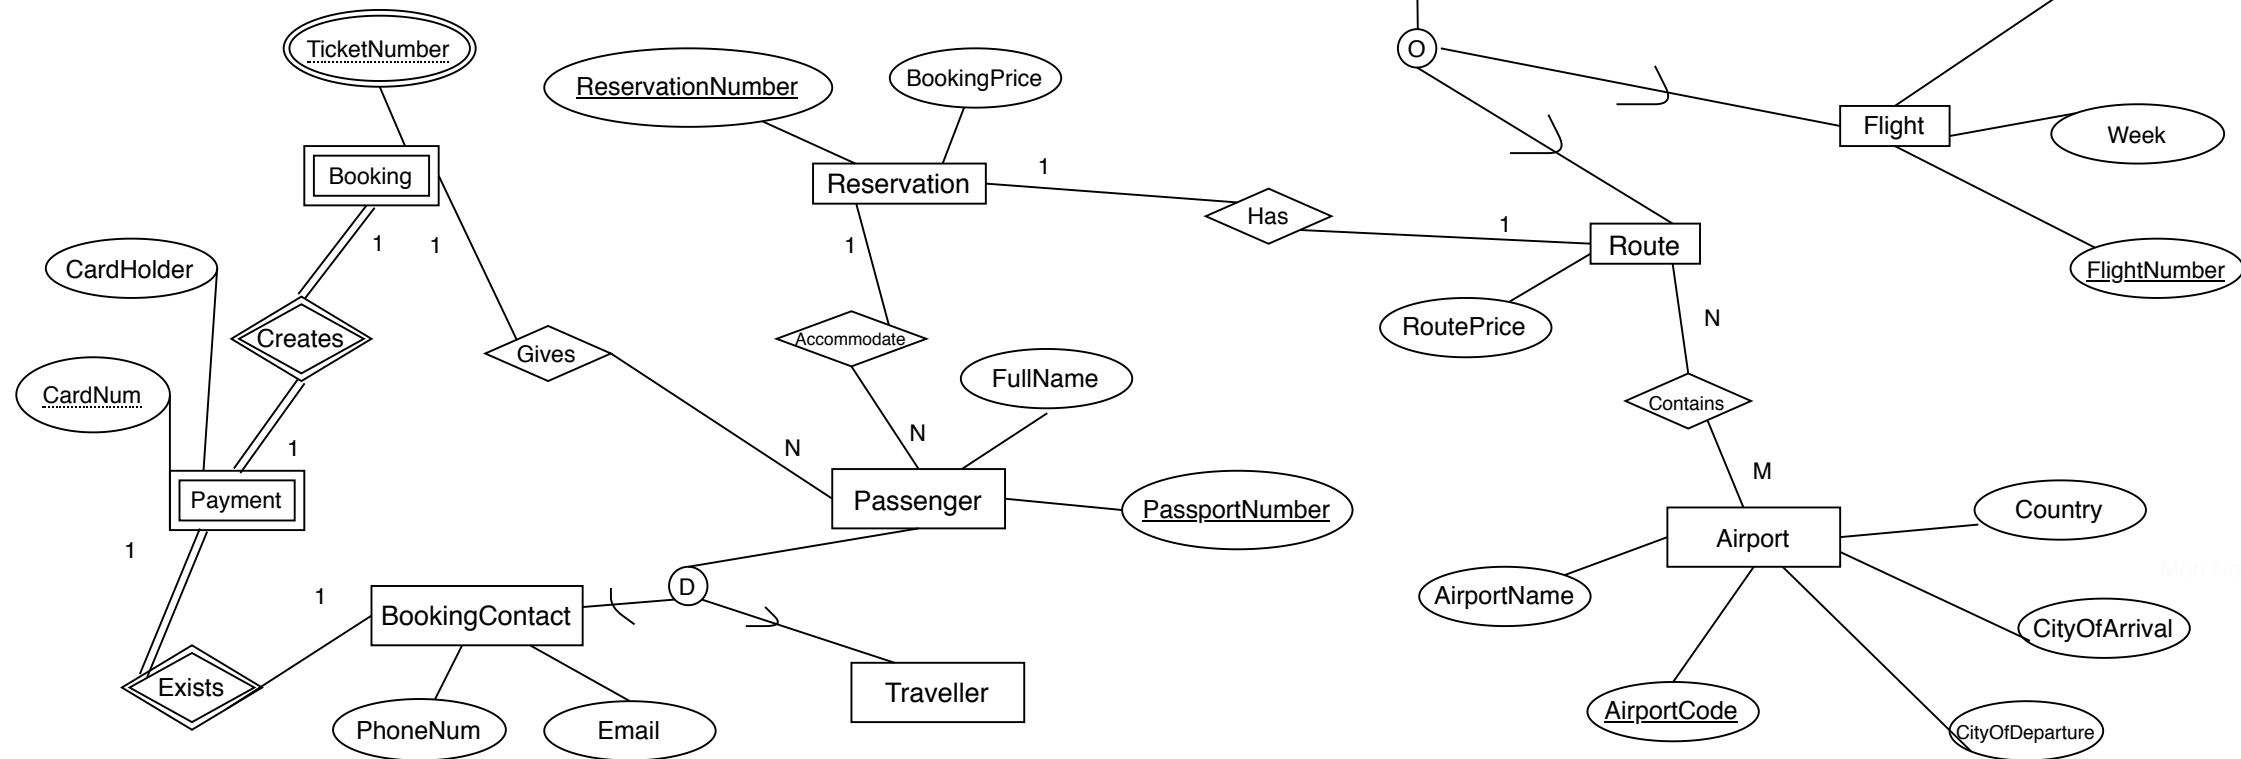 TicketNumber
ReservationNumber
BookingPrice
O
Flight
Week
Booking
Reservation
1
Has
1
Route
FlightNumber
1
1
1
CardHolder
Creates
Gives
Accommodate
RoutePrice
N
FullName
CardNum
Contains
1
N
N
M
Payment
Passenger
PassportNumber
Country
Airport
1
D
1
BookingContact
AirportName
CityOfArrival
Exists
Traveller
PhoneNum
Email
AirportCode
CityOfDeparture